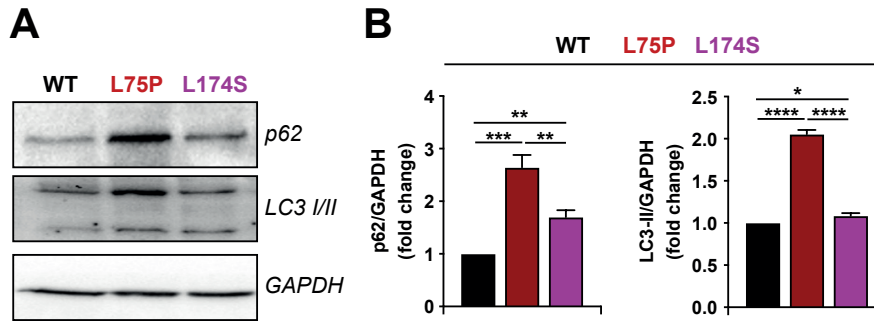 A
WT L75P L174S
p62
LC3 I/II
GAPDH
B
WT L75P L174S
p62/GAPDH
(fold change)
4
3
2
1
0
**
*** **
LC3-II/GAPDH
(fold change)
2.5
2.0
1.5
1.0
0.5
0.0
*
**** ****